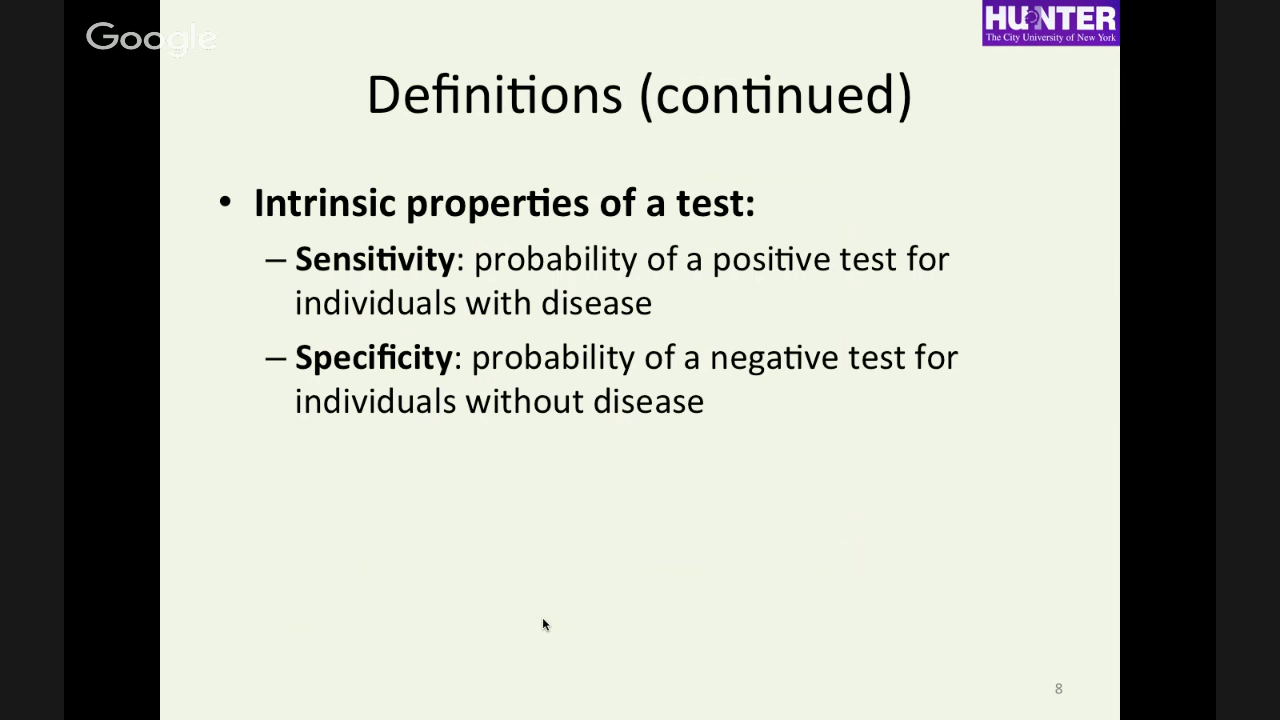 Google
HUNTER
The City University of New York
Definitions (continued)
• Intrinsic properties of a test:
– Sensitivity: probability of a positive test for
individuals with disease
– Specificity: probability of a negative test for
individuals without disease
8